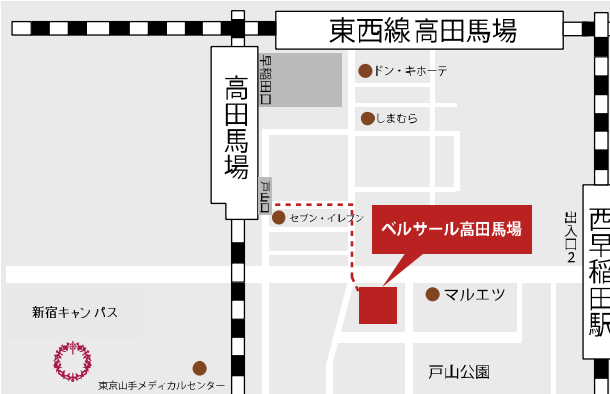 東西線 高田馬場
高田馬場
早稲田口
ドン・キホーテ
しまむら
戸山口
セブン・イレブン
ベルサール高田馬場
出入口2
西早稲田駅
マルエツ
新宿キャンパス
戸山公園
東京山手メディカルセンター